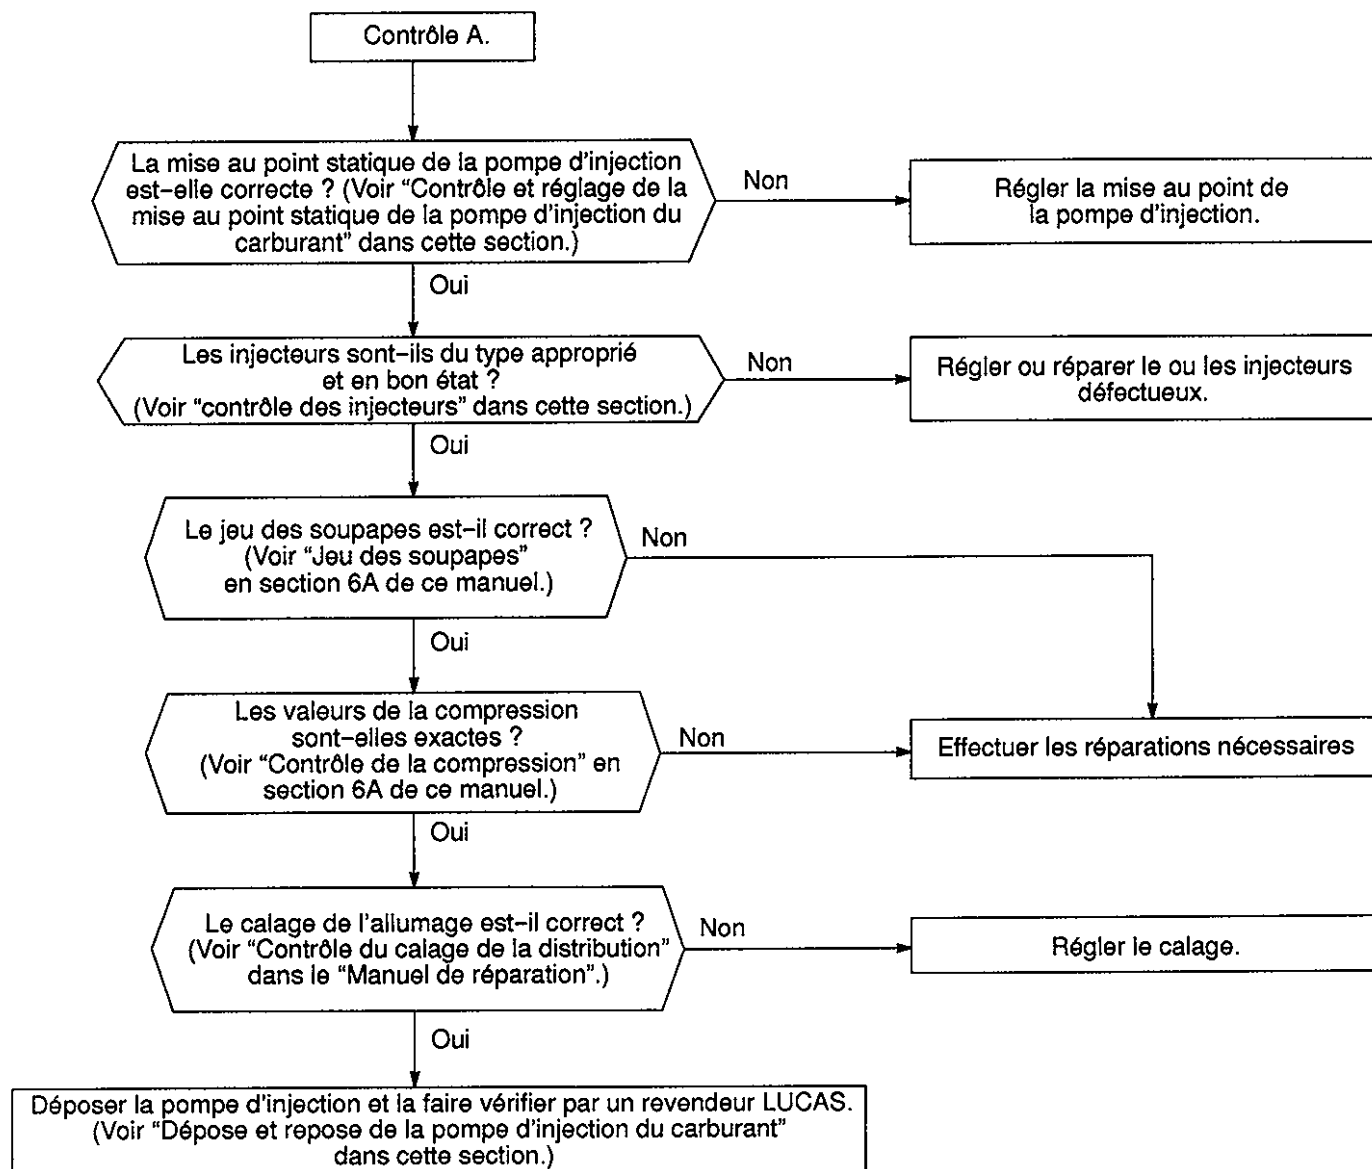 Contrôle A.
La mise au point statique de la pompe d'injection
est-elle correcte ? (Voir “Contrôle et réglage de la
mise au point statique de la pompe d'injection du
carburant” dans cette section.)
Non
Régler la mise au point de
la pompe d'injection.
Oui
Les injecteurs sont-ils du type approprié
et en bon état ?
(Voir “contrôle des injecteurs” dans cette section.)
Non
Régler ou réparer le ou les injecteurs
défectueux.
Oui
Le jeu des soupapes est-il correct ?
(Voir “Jeu des soupapes”
en section 6A de ce manuel.)
Non
Oui
Les valeurs de la compression
sont-elles exactes ?
(Voir “Contrôle de la compression” en
section 6A de ce manuel.)
Non
Effectuer les réparations nécessaires
Oui
Le calage de l'allumage est-il correct ?
(Voir “Contrôle du calage de la distribution”
dans le “Manuel de réparation”.)
Non
Régler le calage.
Oui
Déposer la pompe d'injection et la faire vérifier par un revendeur LUCAS.
(Voir “Dépose et repose de la pompe d'injection du carburant”
dans cette section.)